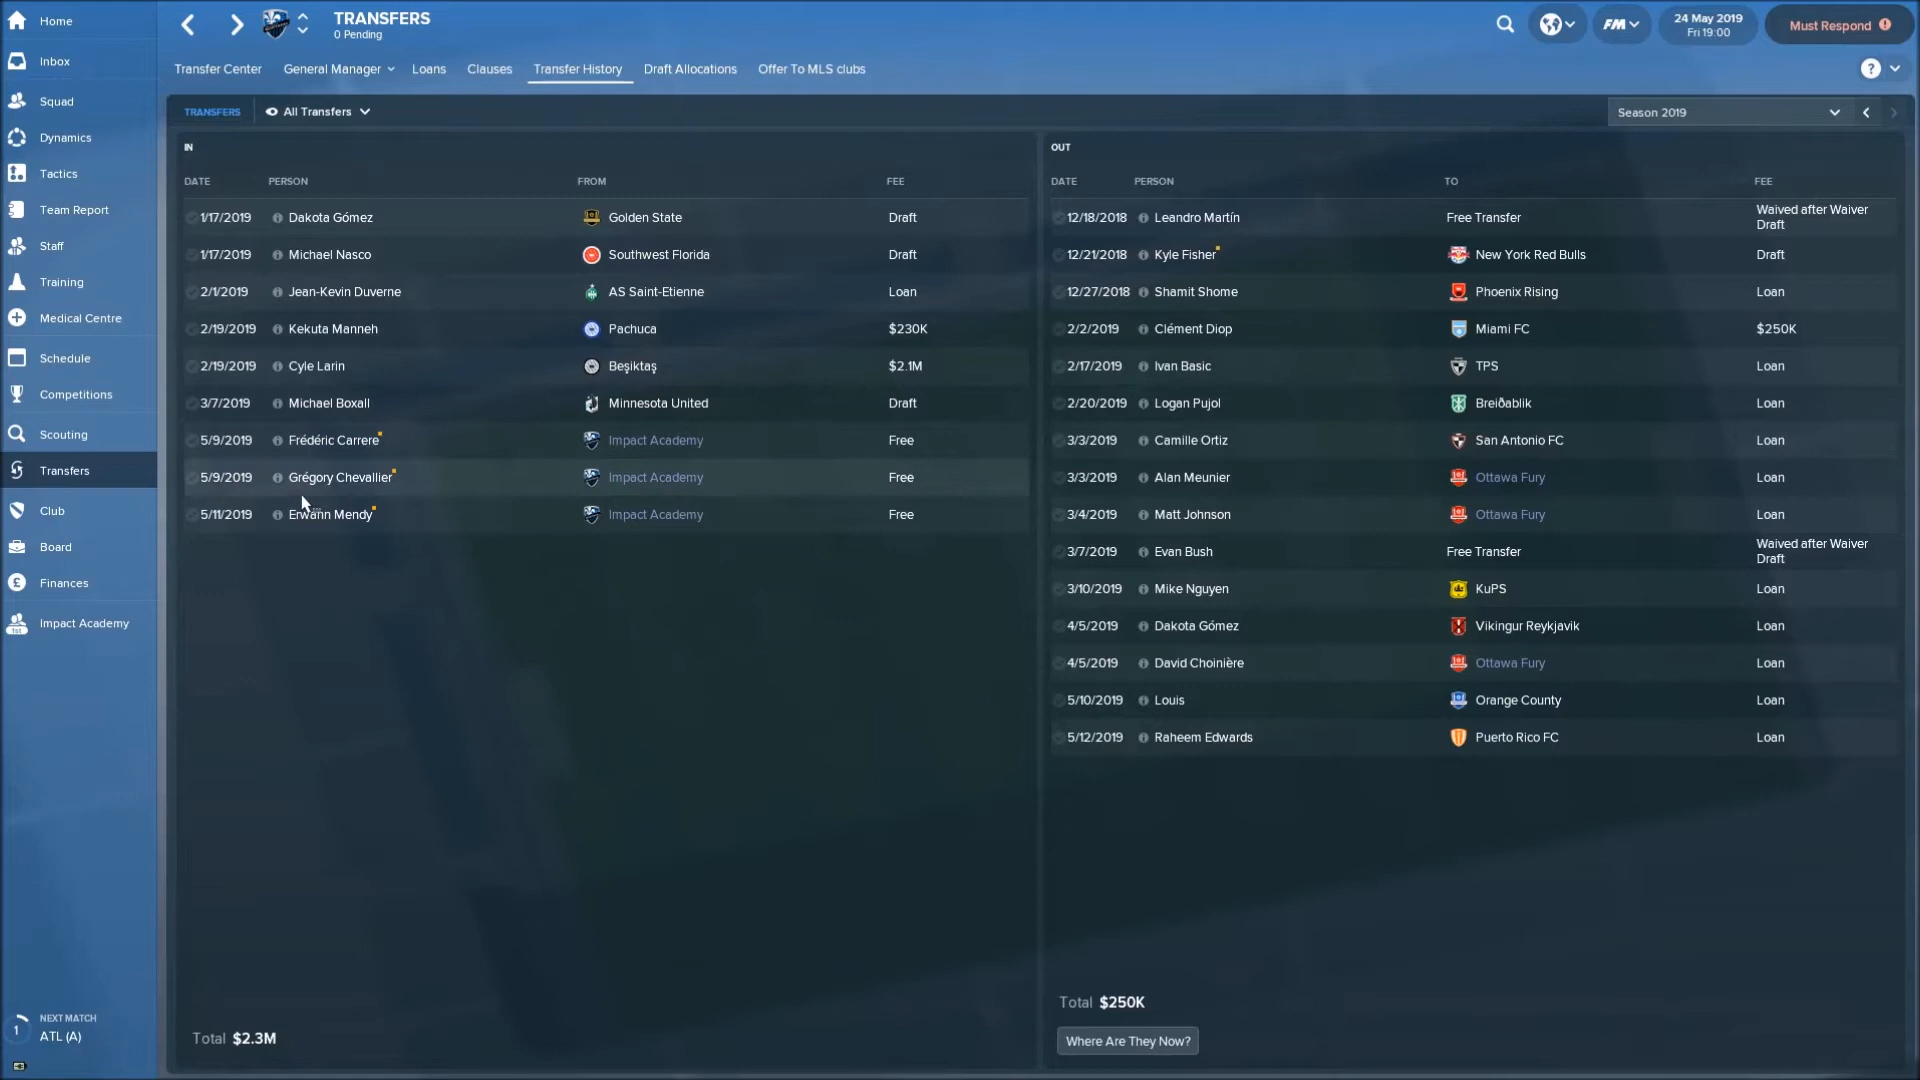 Home
Inbox
Squad
Dynamics
Tactics
Team Report
Staff
Training
Medical Centre
Schedule
Competitions
Scouting
Transfers
Club
Board
Finances
Impact Academy
1st
1
NEXT MATCH
ATL (A)
TRANSFERS
0 Pending
FM
24 May 2019
Fri 19:00
Must Respond
Transfer Center General Manager Loans Clauses Transfer History Draft Allocations Offer To MLS clubs
?
TRANSFERS All Transfers Season 2019
IN
DATE PERSON FROM FEE
1/17/2019 Dakota Gómez Golden State Draft
1/17/2019 Michael Nasco Southwest Florida Draft
2/1/2019 Jean-Kevin Duverne AS Saint-Etienne Loan
2/19/2019 Kekuta Manneh Pachuca $230K
2/19/2019 Cyle Larin Beşiktaş $2.1M
3/7/2019 Michael Boxall Minnesota United Draft
5/9/2019 Frédéric Carrere Impact Academy Free
5/9/2019 Grégory Chevallier Impact Academy Free
5/11/2019 Erwann Mendy Impact Academy Free
Total $2.3M
OUT
DATE PERSON TO FEE
12/18/2018 Leandro Martín Free Transfer Waived after Waiver
Draft
12/21/2018 Kyle Fisher New York Red Bulls Draft
12/27/2018 Shamit Shome Phoenix Rising Loan
2/2/2019 Clément Diop Miami FC $250K
2/17/2019 Ivan Basic TPS Loan
2/20/2019 Logan Pujol Breiðablik Loan
3/3/2019 Camille Ortiz San Antonio FC Loan
3/3/2019 Alan Meunier Ottawa Fury Loan
3/4/2019 Matt Johnson Ottawa Fury Loan
3/7/2019 Evan Bush Free Transfer Waived after Waiver
Draft
3/10/2019 Mike Nguyen KuPS Loan
4/5/2019 Dakota Gómez Vikingur Reykjavik Loan
4/5/2019 David Choinière Ottawa Fury Loan
5/10/2019 Louis Orange County Loan
5/12/2019 Raheem Edwards Puerto Rico FC Loan
Total $250K
Where Are They Now?